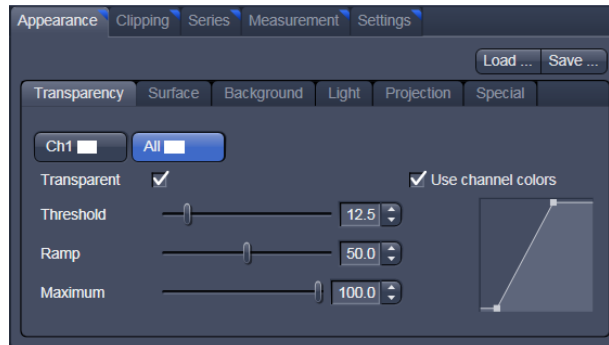 Appearance Clipping Series Measurement Settings
Load ... Save ...
Transparency Surface Background Light Projection Special
Ch1 All
Transparent Use channel colors
Threshold 12.5
Ramp 50.0
Maximum 100.0